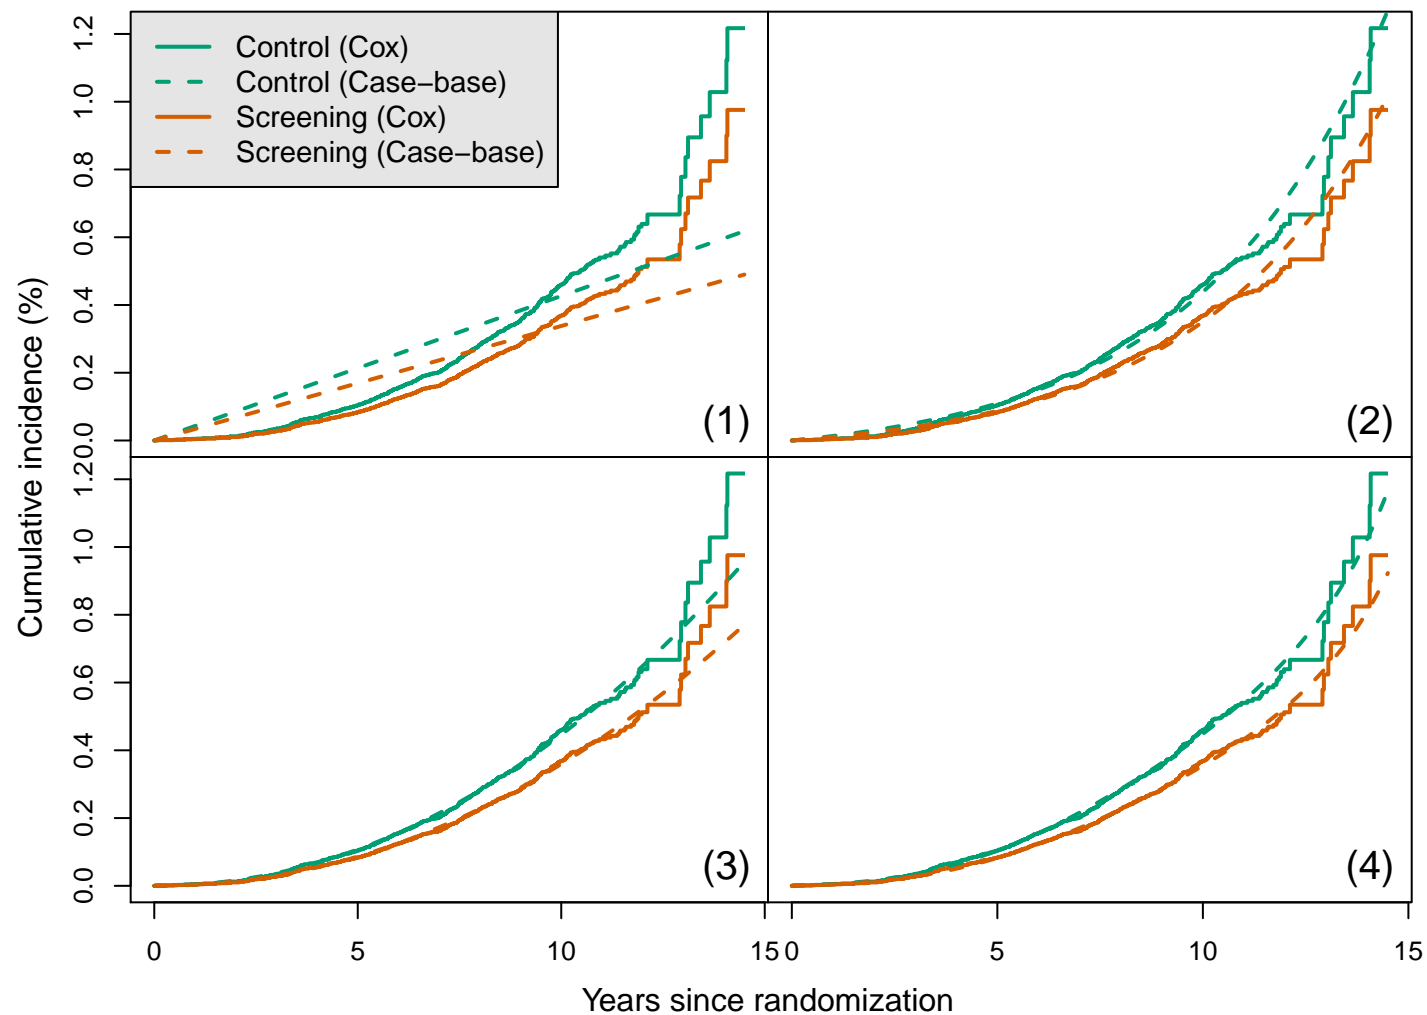 Control (Cox)
Control (Case−base)
Screening (Cox)
Screening (Case−base)
0.0 0.2 0.4 0.6 0.8 1.0 1.2
(1)
(2)
Cumulative incidence (%)
0.0 0.2 0.4 0.6 0.8 1.0 1.2
(3)
(4)
0 5 10 15 0 5 10 15
Years since randomization